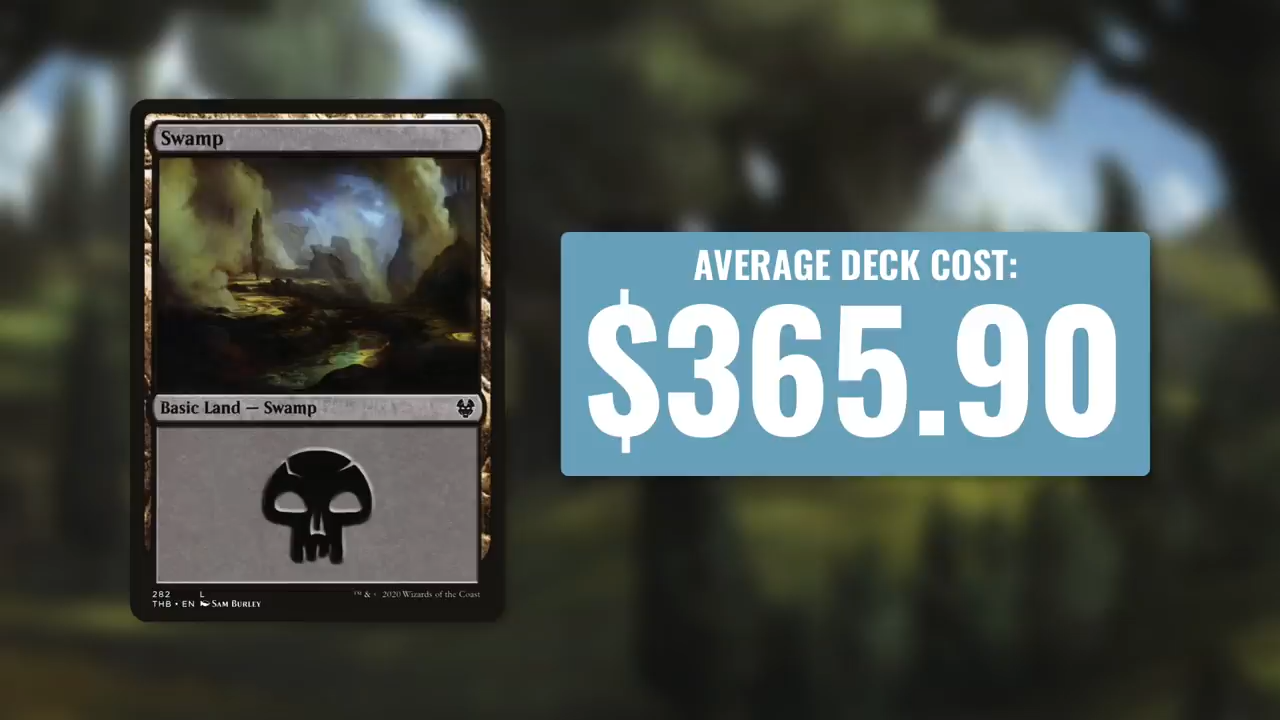 Swamp
Basic Land — Swamp
282 L
THB • EN Sam Burley
™ & © 2020 Wizards of the Coast
AVERAGE DECK COST:
$365.90